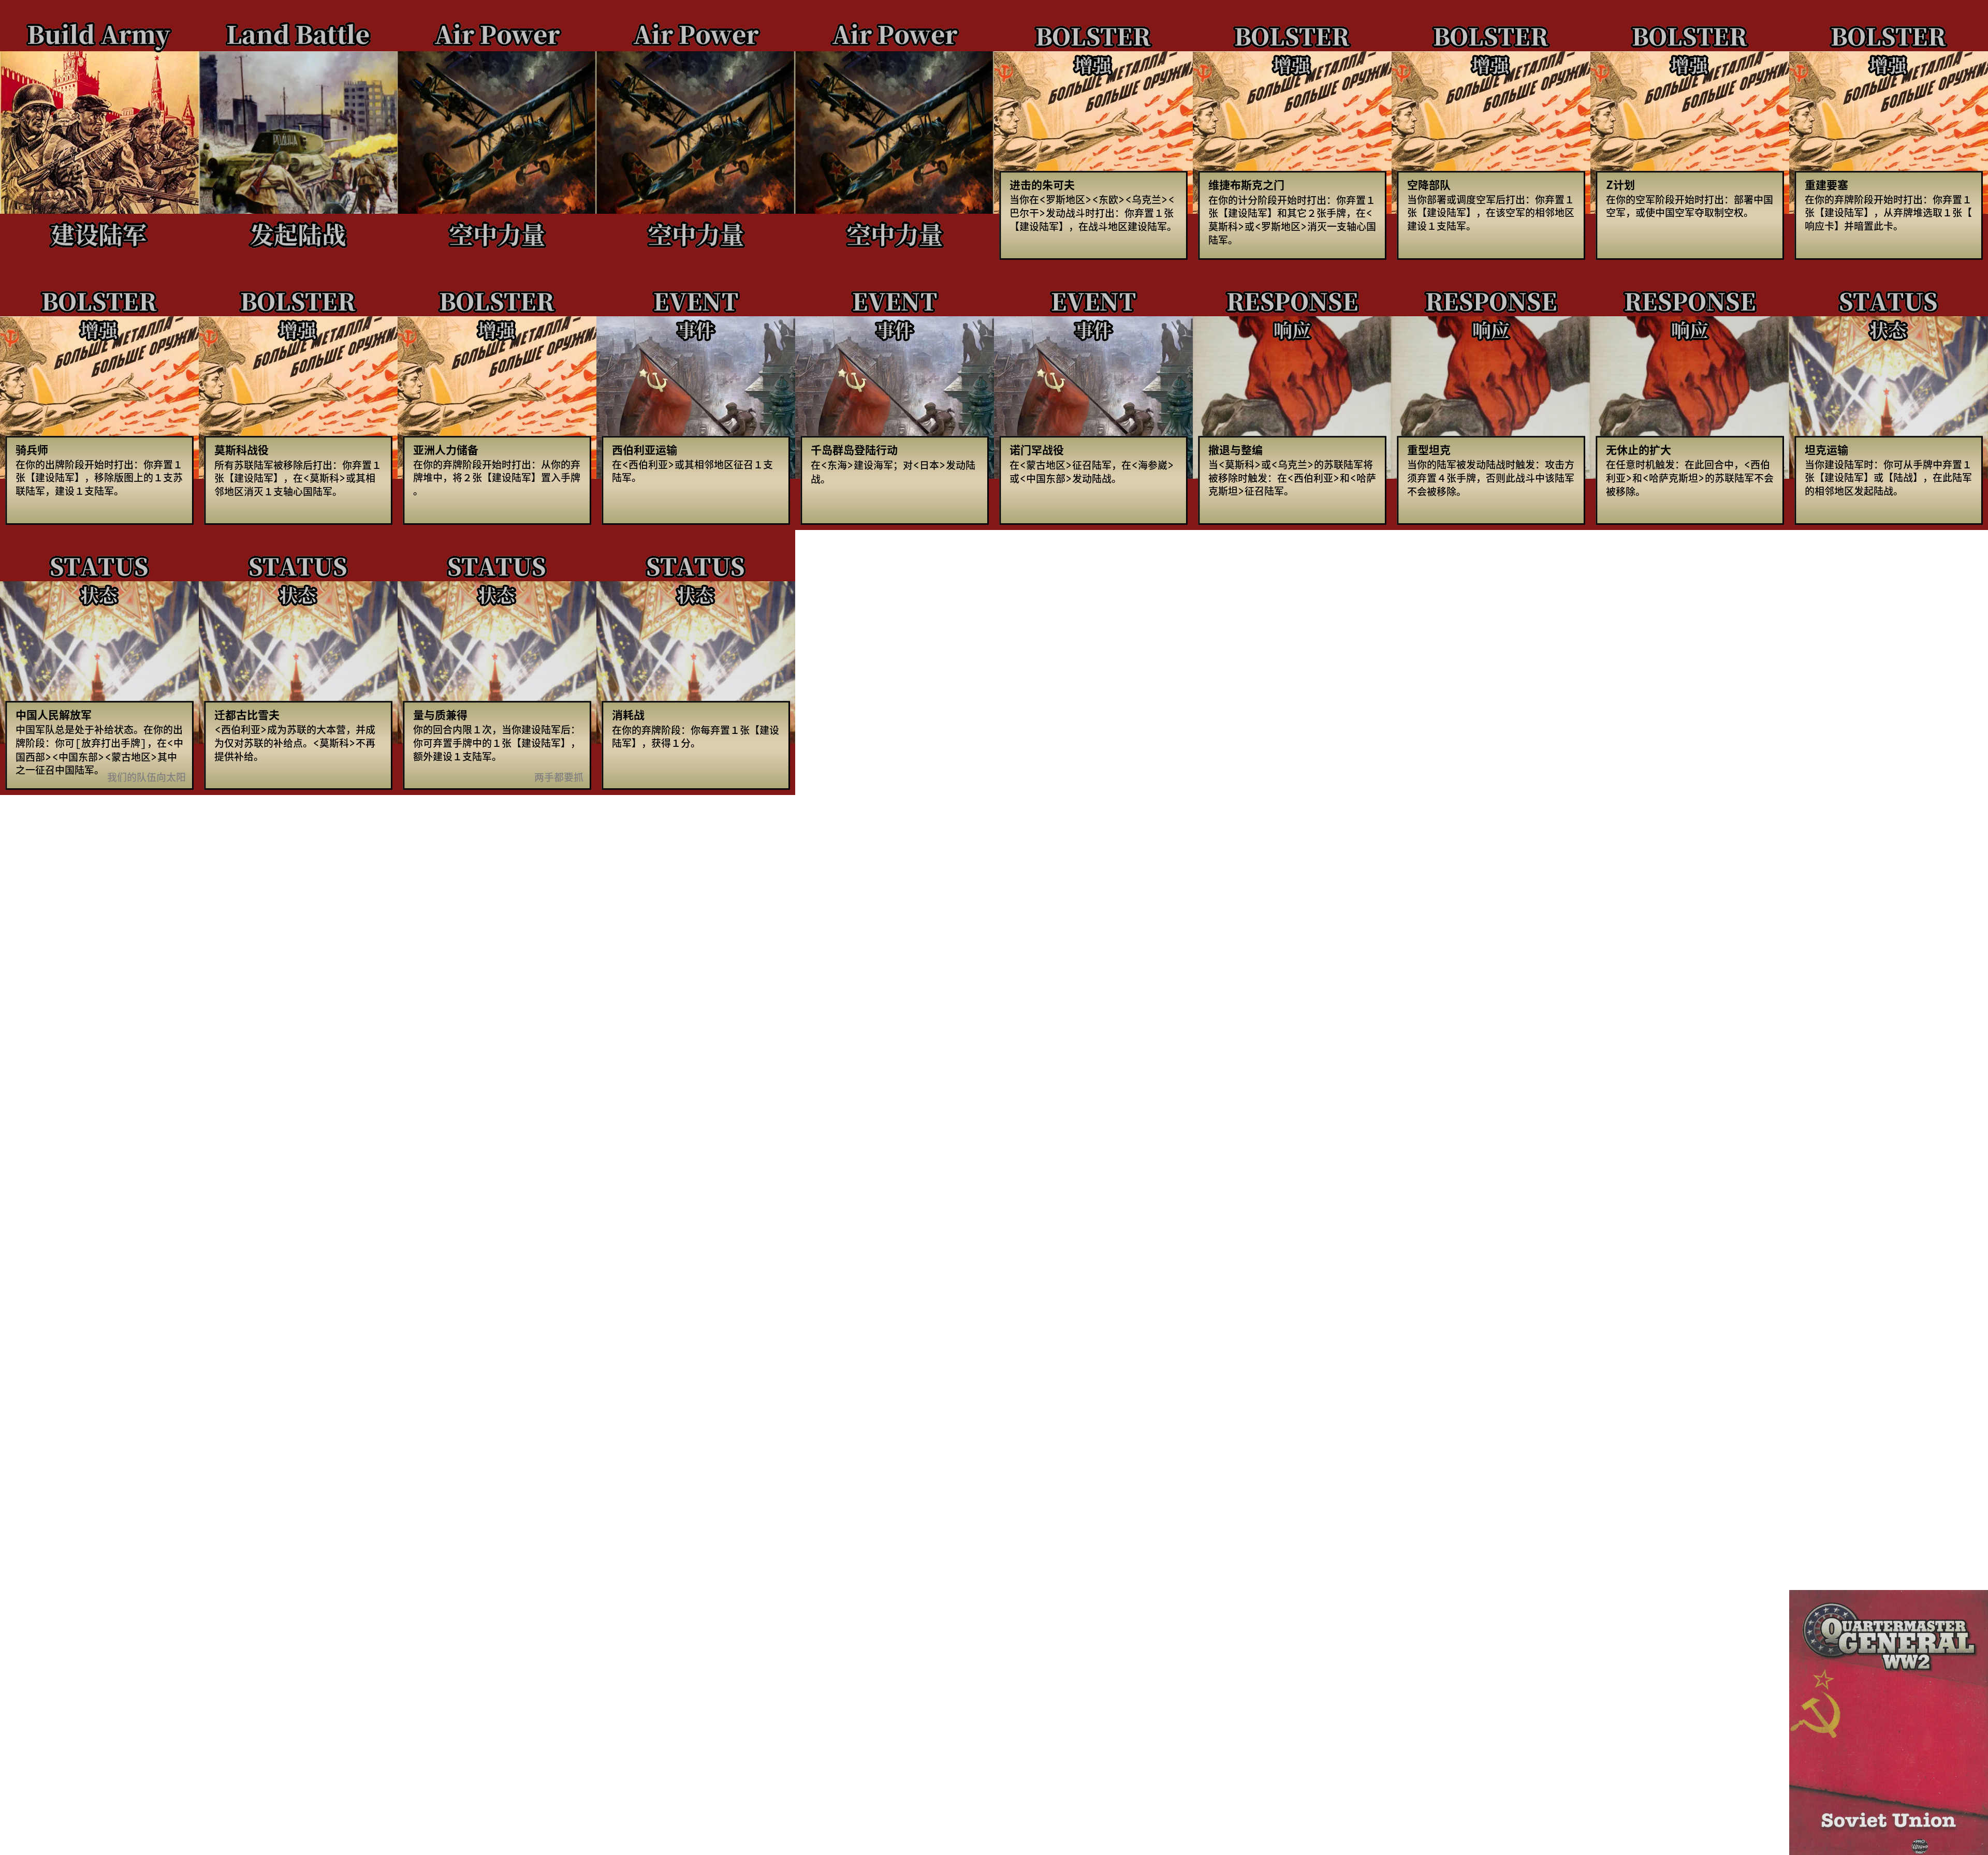 Build Army
建设陆军
Land Battle
发起陆战
Air Power
空中力量
Air Power
空中力量
Air Power
空中力量
BOLSTER
增强
БОЛЬШЕ МЕТАЛЛА-
БОЛЬШЕ ОРУЖИ
进击的朱可夫
当你在<罗斯地区><东欧><乌克兰><
巴尔干>发动战斗时打出：你弃置１张
【建设陆军】，在战斗地区建设陆军。
BOLSTER
增强
БОЛЬШЕ МЕТАЛЛА-
БОЛЬШЕ ОРУЖИ
维捷布斯克之门
在你的计分阶段开始时打出：你弃置１
张【建设陆军】和其它２张手牌，在<
莫斯科>或<罗斯地区>消灭一支轴心国
陆军。
BOLSTER
增强
БОЛЬШЕ МЕТАЛЛА-
БОЛЬШЕ ОРУЖИ
空降部队
当你部署或调度空军后打出：你弃置１
张【建设陆军】，在该空军的相邻地区
建设１支陆军。
BOLSTER
增强
БОЛЬШЕ МЕТАЛЛА-
БОЛЬШЕ ОРУЖИ
Z计划
在你的空军阶段开始时打出：部署中国
空军，或使中国空军夺取制空权。
BOLSTER
增强
БОЛЬШЕ МЕТАЛЛА-
БОЛЬШЕ ОРУЖИ
重建要塞
在你的弃牌阶段开始时打出：你弃置１
张【建设陆军】，从弃牌堆选取１张【
响应卡】并暗置此卡。
BOLSTER
增强
БОЛЬШЕ МЕТАЛЛА-
БОЛЬШЕ ОРУЖИ
骑兵师
在你的出牌阶段开始时打出：你弃置１
张【建设陆军】，移除版图上的１支苏
联陆军，建设１支陆军。
BOLSTER
增强
БОЛЬШЕ МЕТАЛЛА-
БОЛЬШЕ ОРУЖИ
莫斯科战役
所有苏联陆军被移除后打出：你弃置１
张【建设陆军】，在<莫斯科>或其相
邻地区消灭１支轴心国陆军。
BOLSTER
增强
БОЛЬШЕ МЕТАЛЛА-
БОЛЬШЕ ОРУЖИ
亚洲人力储备
在你的弃牌阶段开始时打出：从你的弃
牌堆中，将２张【建设陆军】置入手牌
。
EVENT
事件
西伯利亚运输
在<西伯利亚>或其相邻地区征召１支
陆军。
EVENT
事件
千岛群岛登陆行动
在<东海>建设海军；对<日本>发动陆
战。
EVENT
事件
诺门罕战役
在<蒙古地区>征召陆军，在<海参崴>
或<中国东部>发动陆战。
RESPONSE
响应
撤退与整编
当<莫斯科>或<乌克兰>的苏联陆军将
被移除时触发：在<西伯利亚>和<哈萨
克斯坦>征召陆军。
RESPONSE
响应
重型坦克
当你的陆军被发动陆战时触发：攻击方
须弃置４张手牌，否则此战斗中该陆军
不会被移除。
RESPONSE
响应
无休止的扩大
在任意时机触发：在此回合中，<西伯
利亚>和<哈萨克斯坦>的苏联陆军不会
被移除。
STATUS
状态
坦克运输
当你建设陆军时：你可从手牌中弃置１
张【建设陆军】或【陆战】，在此陆军
的相邻地区发起陆战。
STATUS
状态
中国人民解放军
中国军队总是处于补给状态。在你的出
牌阶段：你可[放弃打出手牌]，在<中
国西部><中国东部><蒙古地区>其中
之一征召中国陆军。
我们的队伍向太阳
STATUS
状态
迁都古比雪夫
<西伯利亚>成为苏联的大本营，并成
为仅对苏联的补给点。<莫斯科>不再
提供补给。
STATUS
状态
量与质兼得
你的回合内限１次，当你建设陆军后：
你可弃置手牌中的１张【建设陆军】，
额外建设１支陆军。
两手都要抓
STATUS
状态
消耗战
在你的弃牌阶段：你每弃置１张【建设
陆军】，获得１分。
QUARTERMASTER
GENERAL
WW2
Soviet Union